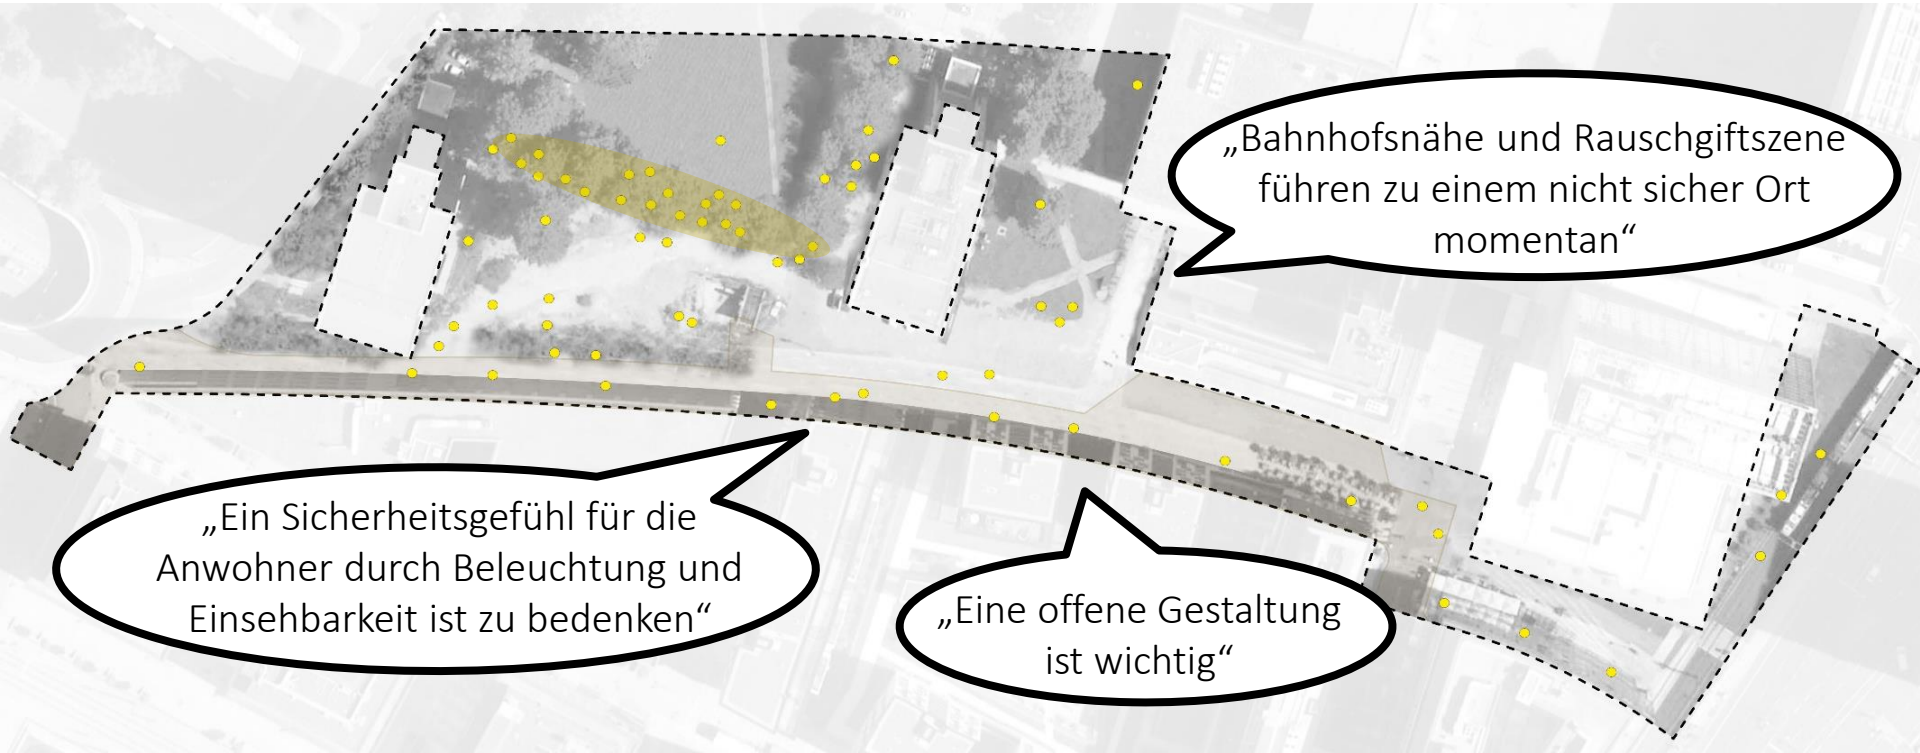 „Bahnhofsnähe und Rauschgiftszene
führen zu einem nicht sicher Ort
momentan“
„Ein Sicherheitsgefühl für die
Anwohner durch Beleuchtung und
Einsehbarkeit ist zu bedenken“
„Eine offene Gestaltung
ist wichtig“